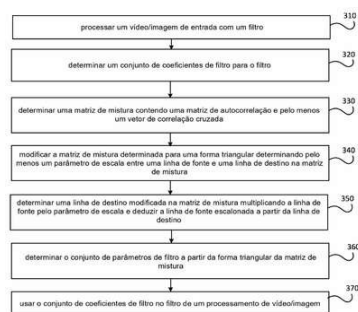 310
processar um vídeo/imagem de entrada com um filtro
320
determinar um conjunto de coeficientes de filtro para o filtro
330
determinar uma matriz de mistura contendo uma matriz de autocorrelação e pelo menos
um vetor de correlação cruzada
340
modificar a matriz de mistura determinada para uma forma triangular determinando pelo
menos um parâmetro de escala entre uma linha de fonte e uma linha de destino na matriz
de mistura
350
determinar uma linha de destino modificada na matriz de mistura multiplicando a linha de
fonte pelo parâmetro de escala e deduzir a linha de fonte escalonada a partir da linha de
destino
360
determinar o conjunto de parâmetros de filtro a partir da forma triangular da matriz de
mistura
370
usar o conjunto de coeficientes de filtro no filtro de um processamento de vídeo/imagem